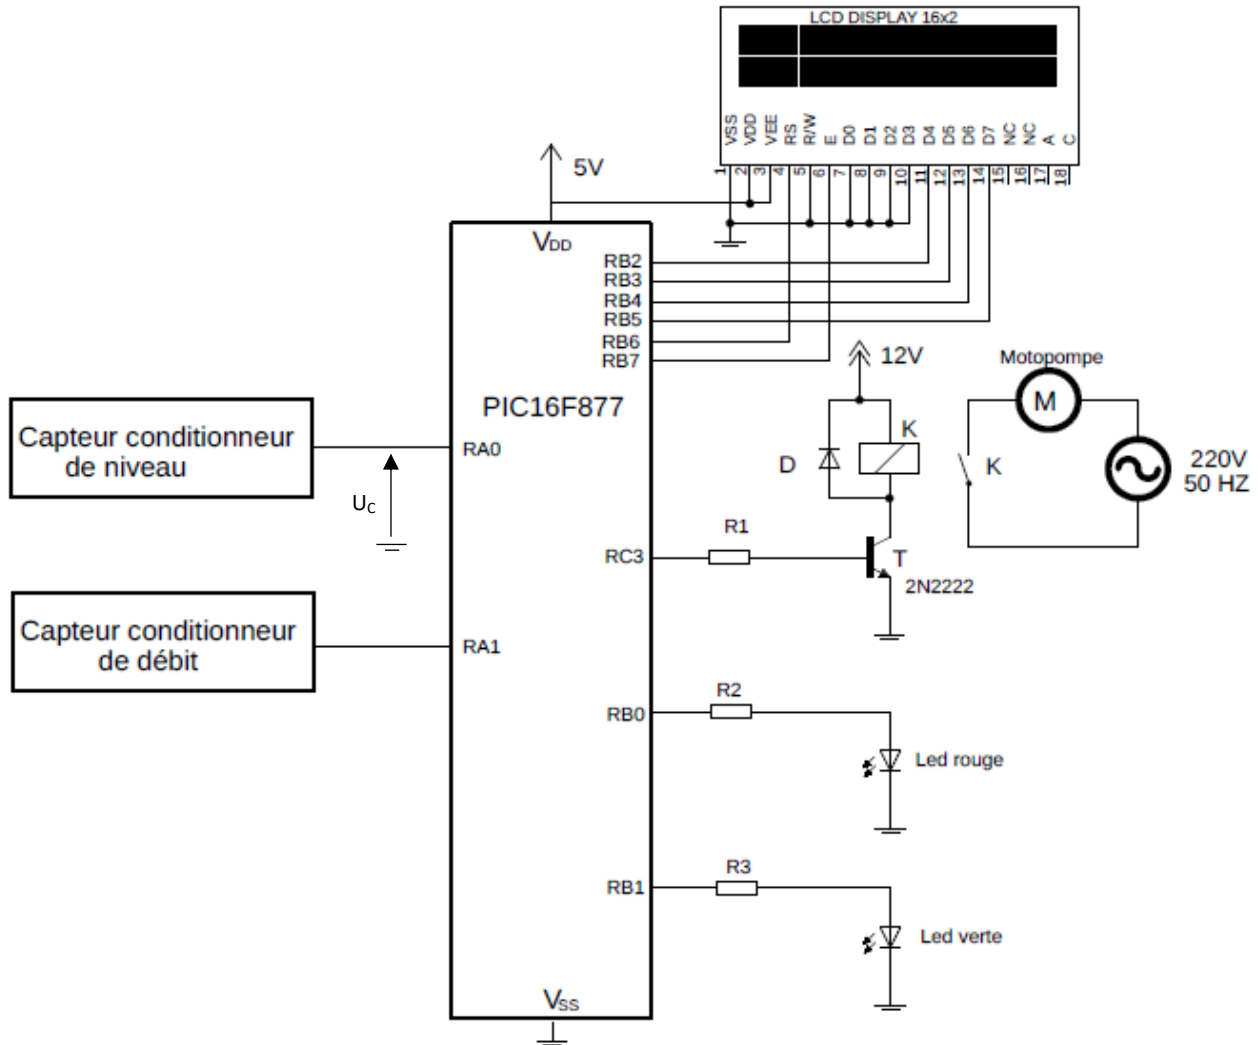 LCD DISPLAY 16x2
VSS VDD VEE RS R/W E D0 D1 D2 D3 D4 D5 D6 D7 NC NC A C
1 2 3 4 5 6 7 8 9 10 11 12 13 14 15 16 17 18
5V
VDD
RB2
RB3
RB4
RB5
RB6
RB7
12V
Motopompe
M
PIC16F877
Capteur conditionneur
de niveau
RA0
UC
D
K
K
220V
50 HZ
R1
RC3
T
2N2222
Capteur conditionneur
de débit
RA1
R2
RB0
Led rouge
R3
RB1
Led verte
VSS